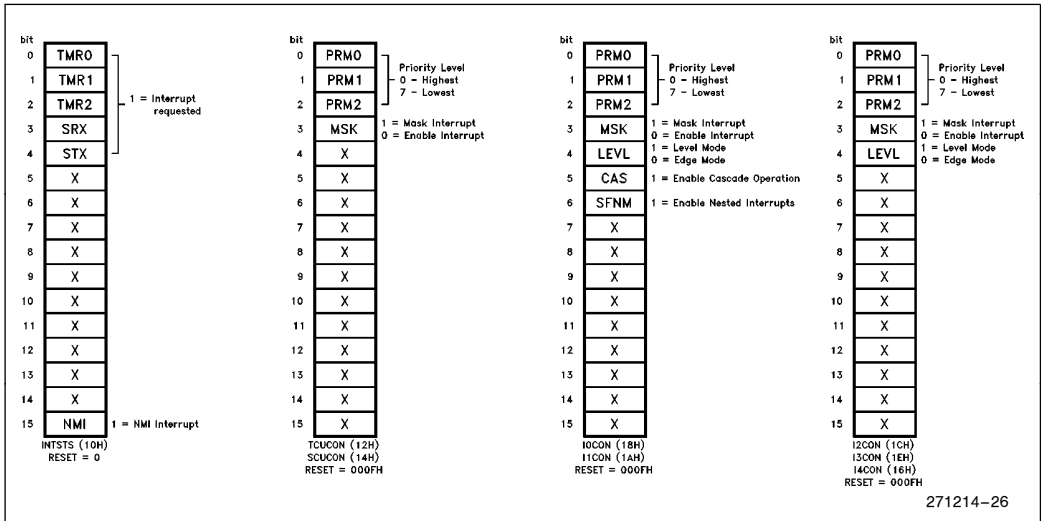 bit
0 TMR0
1 TMR1
2 TMR2
3 SRX
4 STX
5 X
6 X
7 X
8 X
9 X
10 X
11 X
12 X
13 X
14 X
15 NMI
1 = Interrupt
requested
1 = NMI Interrupt
INTSTS (10H)
RESET = 0
bit
0 PRM0
1 PRM1
2 PRM2
3 MSK
4 X
5 X
6 X
7 X
8 X
9 X
10 X
11 X
12 X
13 X
14 X
15 X
Priority Level
0 – Highest
7 – Lowest
1 = Mask Interrupt
0 = Enable Interrupt
TCUCON (12H)
SCUCON (14H)
RESET = 000FH
bit
0 PRM0
1 PRM1
2 PRM2
3 MSK
4 LEVL
5 CAS
6 SFNM
7 X
8 X
9 X
10 X
11 X
12 X
13 X
14 X
15 X
Priority Level
0 – Highest
7 – Lowest
1 = Mask Interrupt
0 = Enable Interrupt
1 = Level Mode
0 = Edge Mode
1 = Enable Cascade Operation
1 = Enable Nested Interrupts
I0CON (18H)
I1CON (1AH)
RESET = 000FH
bit
0 PRM0
1 PRM1
2 PRM2
3 MSK
4 LEVL
5 X
6 X
7 X
8 X
9 X
10 X
11 X
12 X
13 X
14 X
15 X
Priority Level
0 – Highest
7 – Lowest
1 = Mask Interrupt
0 = Enable Interrupt
1 = Level Mode
0 = Edge Mode
I2CON (1CH)
I3CON (1EH)
I4CON (16H)
RESET = 000FH
271214–26